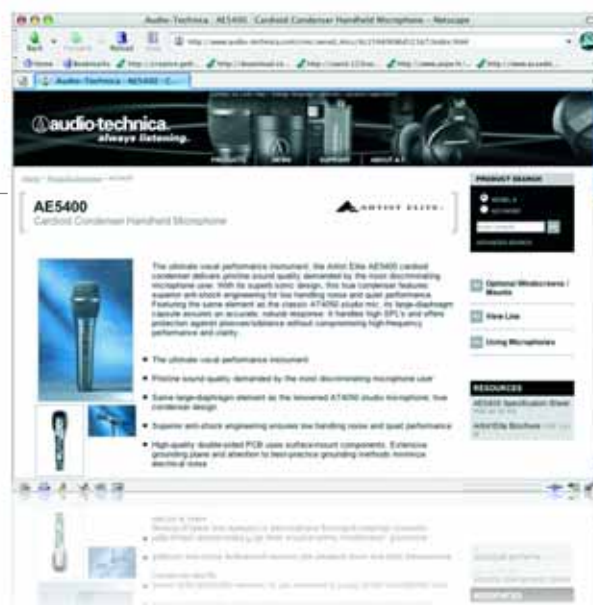 Audio-Technica : AE5400 : Cardioid Condenser Handheld Microphone - Netscape
Back
Reload
Home
Bookmarks
Audio-Technica : AE5400 : C...
audio-technica.
always listening.
PRODUCTS
NEWS
SUPPORT
ABOUT A.T.
PRODUCT SEARCH
MODEL #
KEYWORD
ADVANCED SEARCH
AE5400
Cardioid Condenser Handheld Microphone
ARTIST ELITE.
The ultimate vocal performance instrument, the Artist Elite AE5400 cardioid
condenser delivers pristine sound quality demanded by the most discriminating
microphone user. With its superb sonic design, this true condenser features
superior anti-shock engineering for low handling noise and quiet performance.
Featuring the same element as the classic AT4050 studio mic, its large-diaphragm
capsule ensures an accurate, natural response. It handles high SPL's and offers
protection against plosives/sibilance without compromising high-frequency
performance and clarity.
• The ultimate vocal performance instrument
• Pristine sound quality demanded by the most discriminating microphone user
• Same large-diaphragm element as the renowned AT4050 studio microphone; true
condenser design
• Superior anti-shock engineering ensures low handling noise and quiet performance
• High-quality double-sided PCB uses surface-mount components. Extensive
grounding plane and attention to best-practice grounding methods minimize
electrical noise
Optional Windscreens /
Mounts
View Line
Using Microphones
RESOURCES
AE5400 Specification Sheet
Artist Elite Brochure